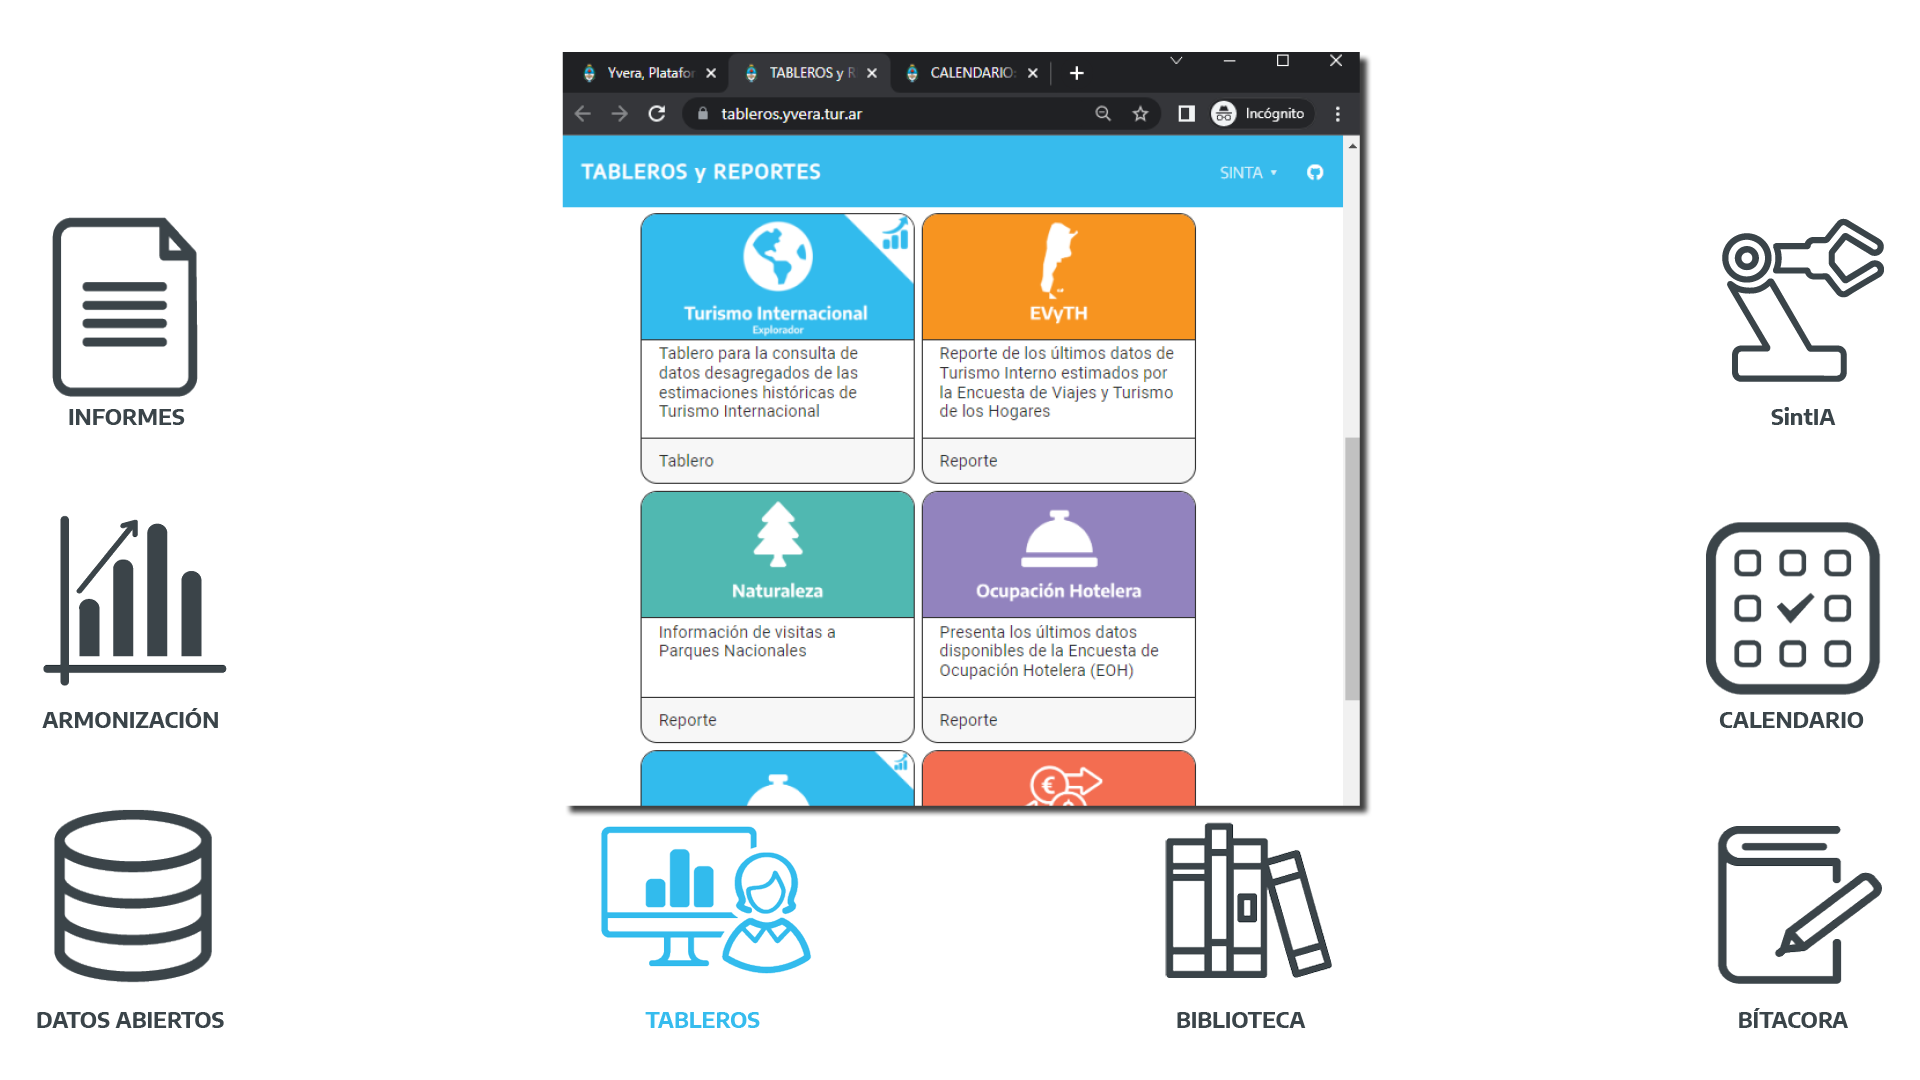 Yvera, Platafor
TABLEROS y R
CALENDARIO:
tableros.yvera.tur.ar
Incógnito
TABLEROS y REPORTES
SINTA
Turismo Internacional
Explorador
Tablero para la consulta de
datos desagregados de las
estimaciones históricas de
Turismo Internacional
Tablero
EVyTH
Reporte de los últimos datos de
Turismo Interno estimados por
la Encuesta de Viajes y Turismo
de los Hogares
Reporte
Naturaleza
Información de visitas a
Parques Nacionales
Reporte
Ocupación Hotelera
Presenta los últimos datos
disponibles de la Encuesta de
Ocupación Hotelera (EOH)
Reporte
INFORMES
SintIA
ARMONIZACIÓN
CALENDARIO
DATOS ABIERTOS
TABLEROS
BIBLIOTECA
BÍTACORA